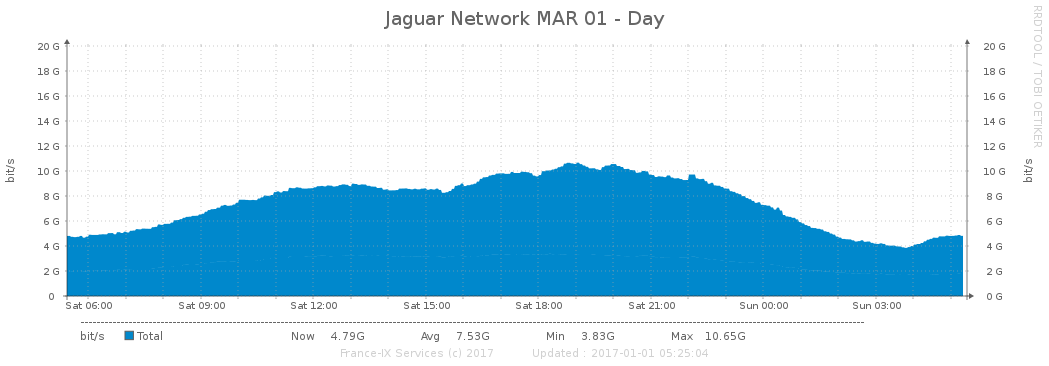 Jaguar Network MAR 01 - Day
RRDTOOL / TOBI OETIKER
20 G 20 G
18 G 18 G
16 G 16 G
14 G 14 G
12 G 12 G
10 G 10 G
8 G 8 G
6 G 6 G
4 G 4 G
2 G 2 G
0 0 G
bit/s bit/s
Sat 06:00 Sat 09:00 Sat 12:00 Sat 15:00 Sat 18:00 Sat 21:00 Sun 00:00 Sun 03:00
bit/s Total Now 4.79G Avg 7.53G Min 3.83G Max 10.65G
France-IX Services (c) 2017 Updated : 2017-01-01 05:25:04